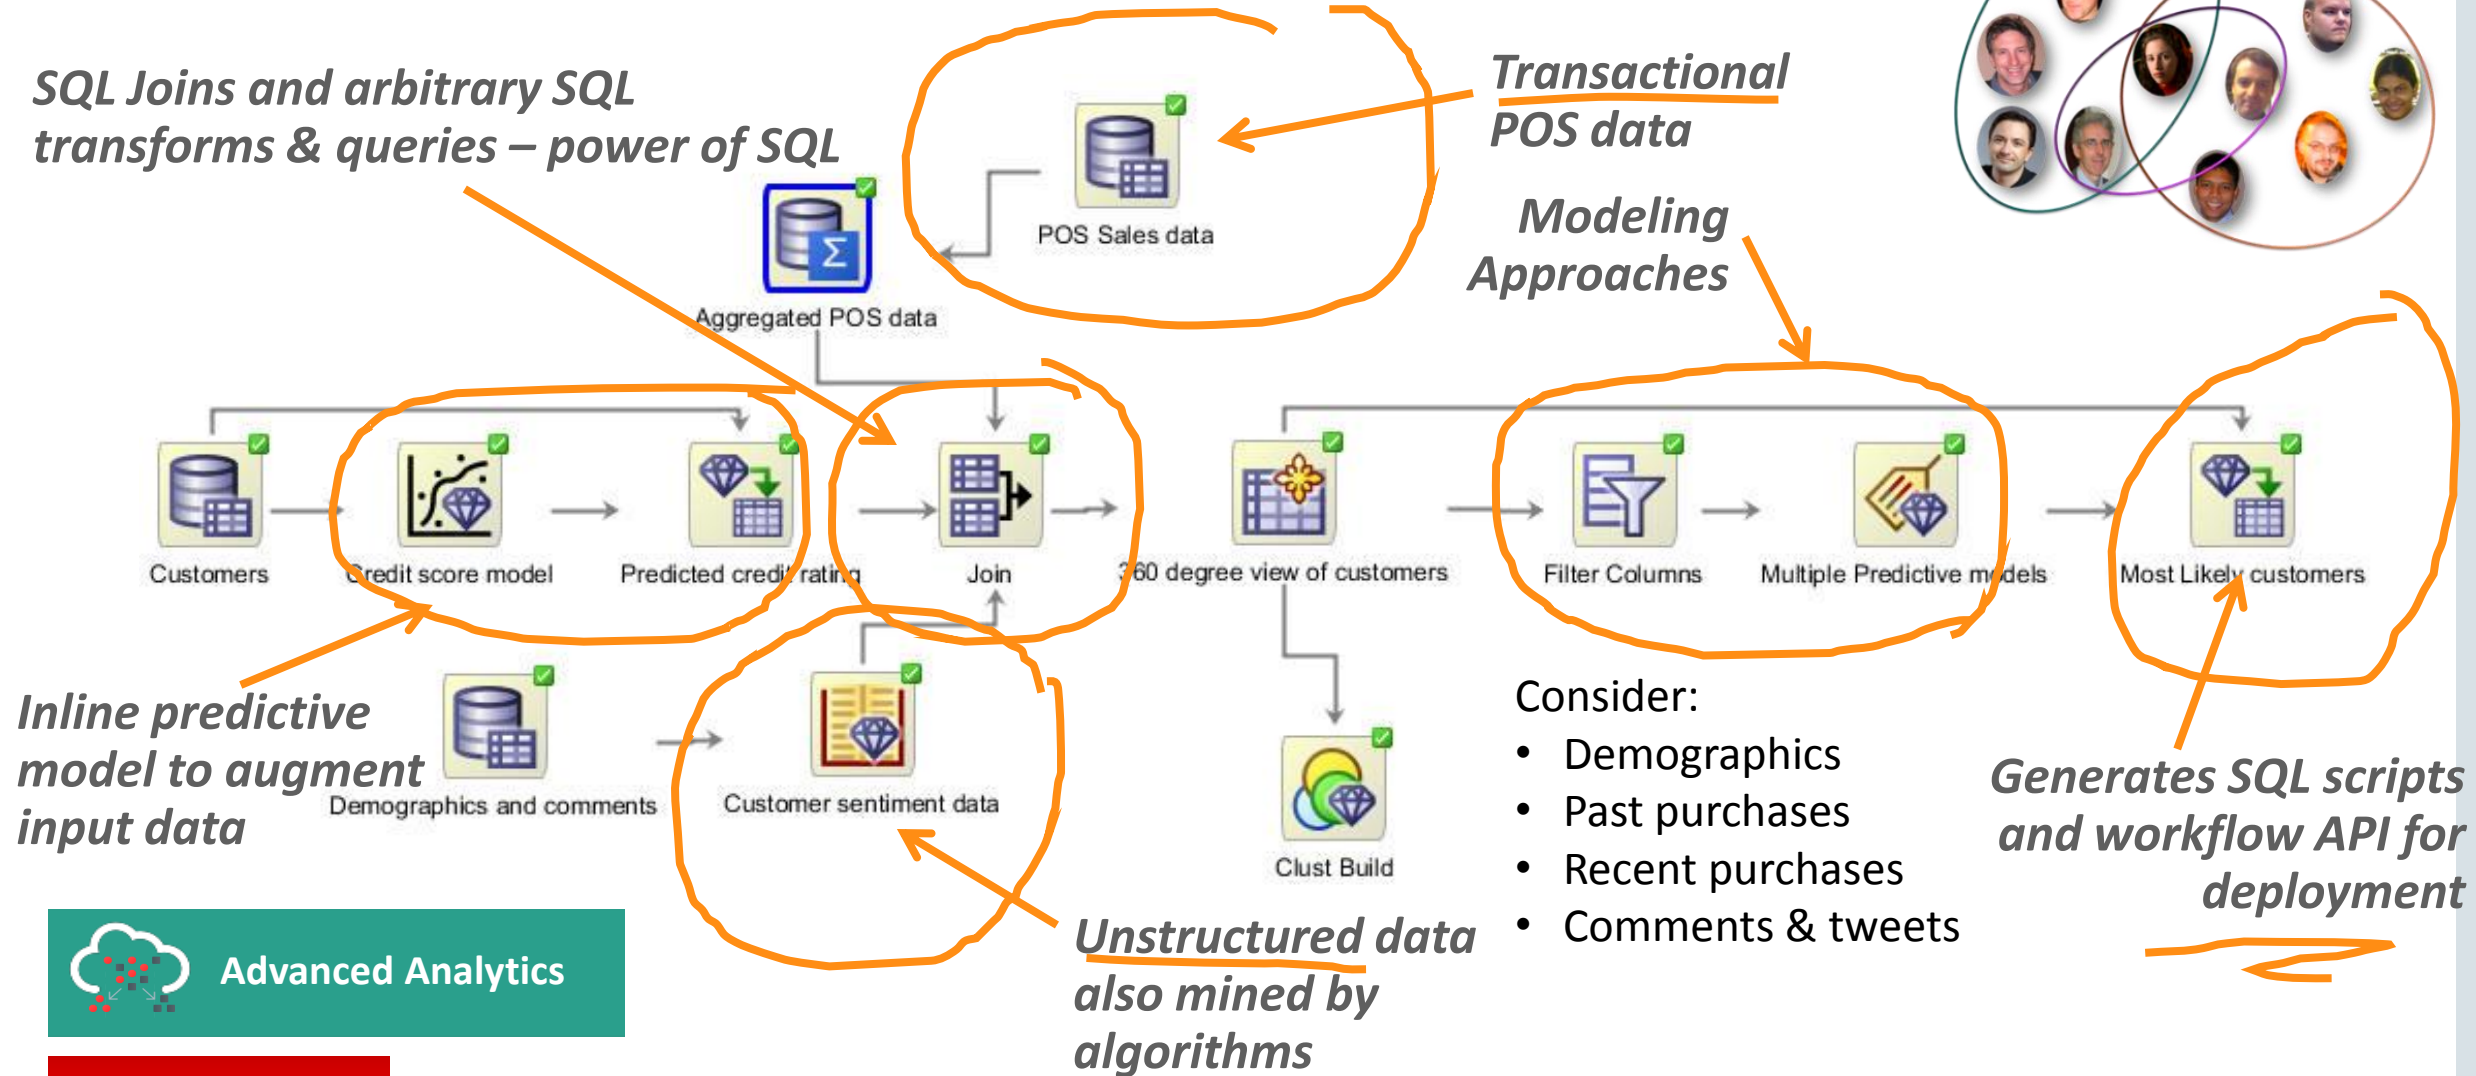 SQL Joins and arbitrary SQL
transforms & queries – power of SQL
Transactional
POS data
POS Sales data
Modeling
Approaches
Aggregated POS data
Customers
Credit score model
Predicted credit rating
Join
360 degree view of customers
Filter Columns
Multiple Predictive models
Most Likely customers
Inline predictive
model to augment
input data
Demographics and comments
Customer sentiment data
Clust Build
Consider:
• Demographics
• Past purchases
• Recent purchases
• Comments & tweets
Generates SQL scripts
and workflow API for
deployment
Unstructured data
also mined by
algorithms
Advanced Analytics
Σ